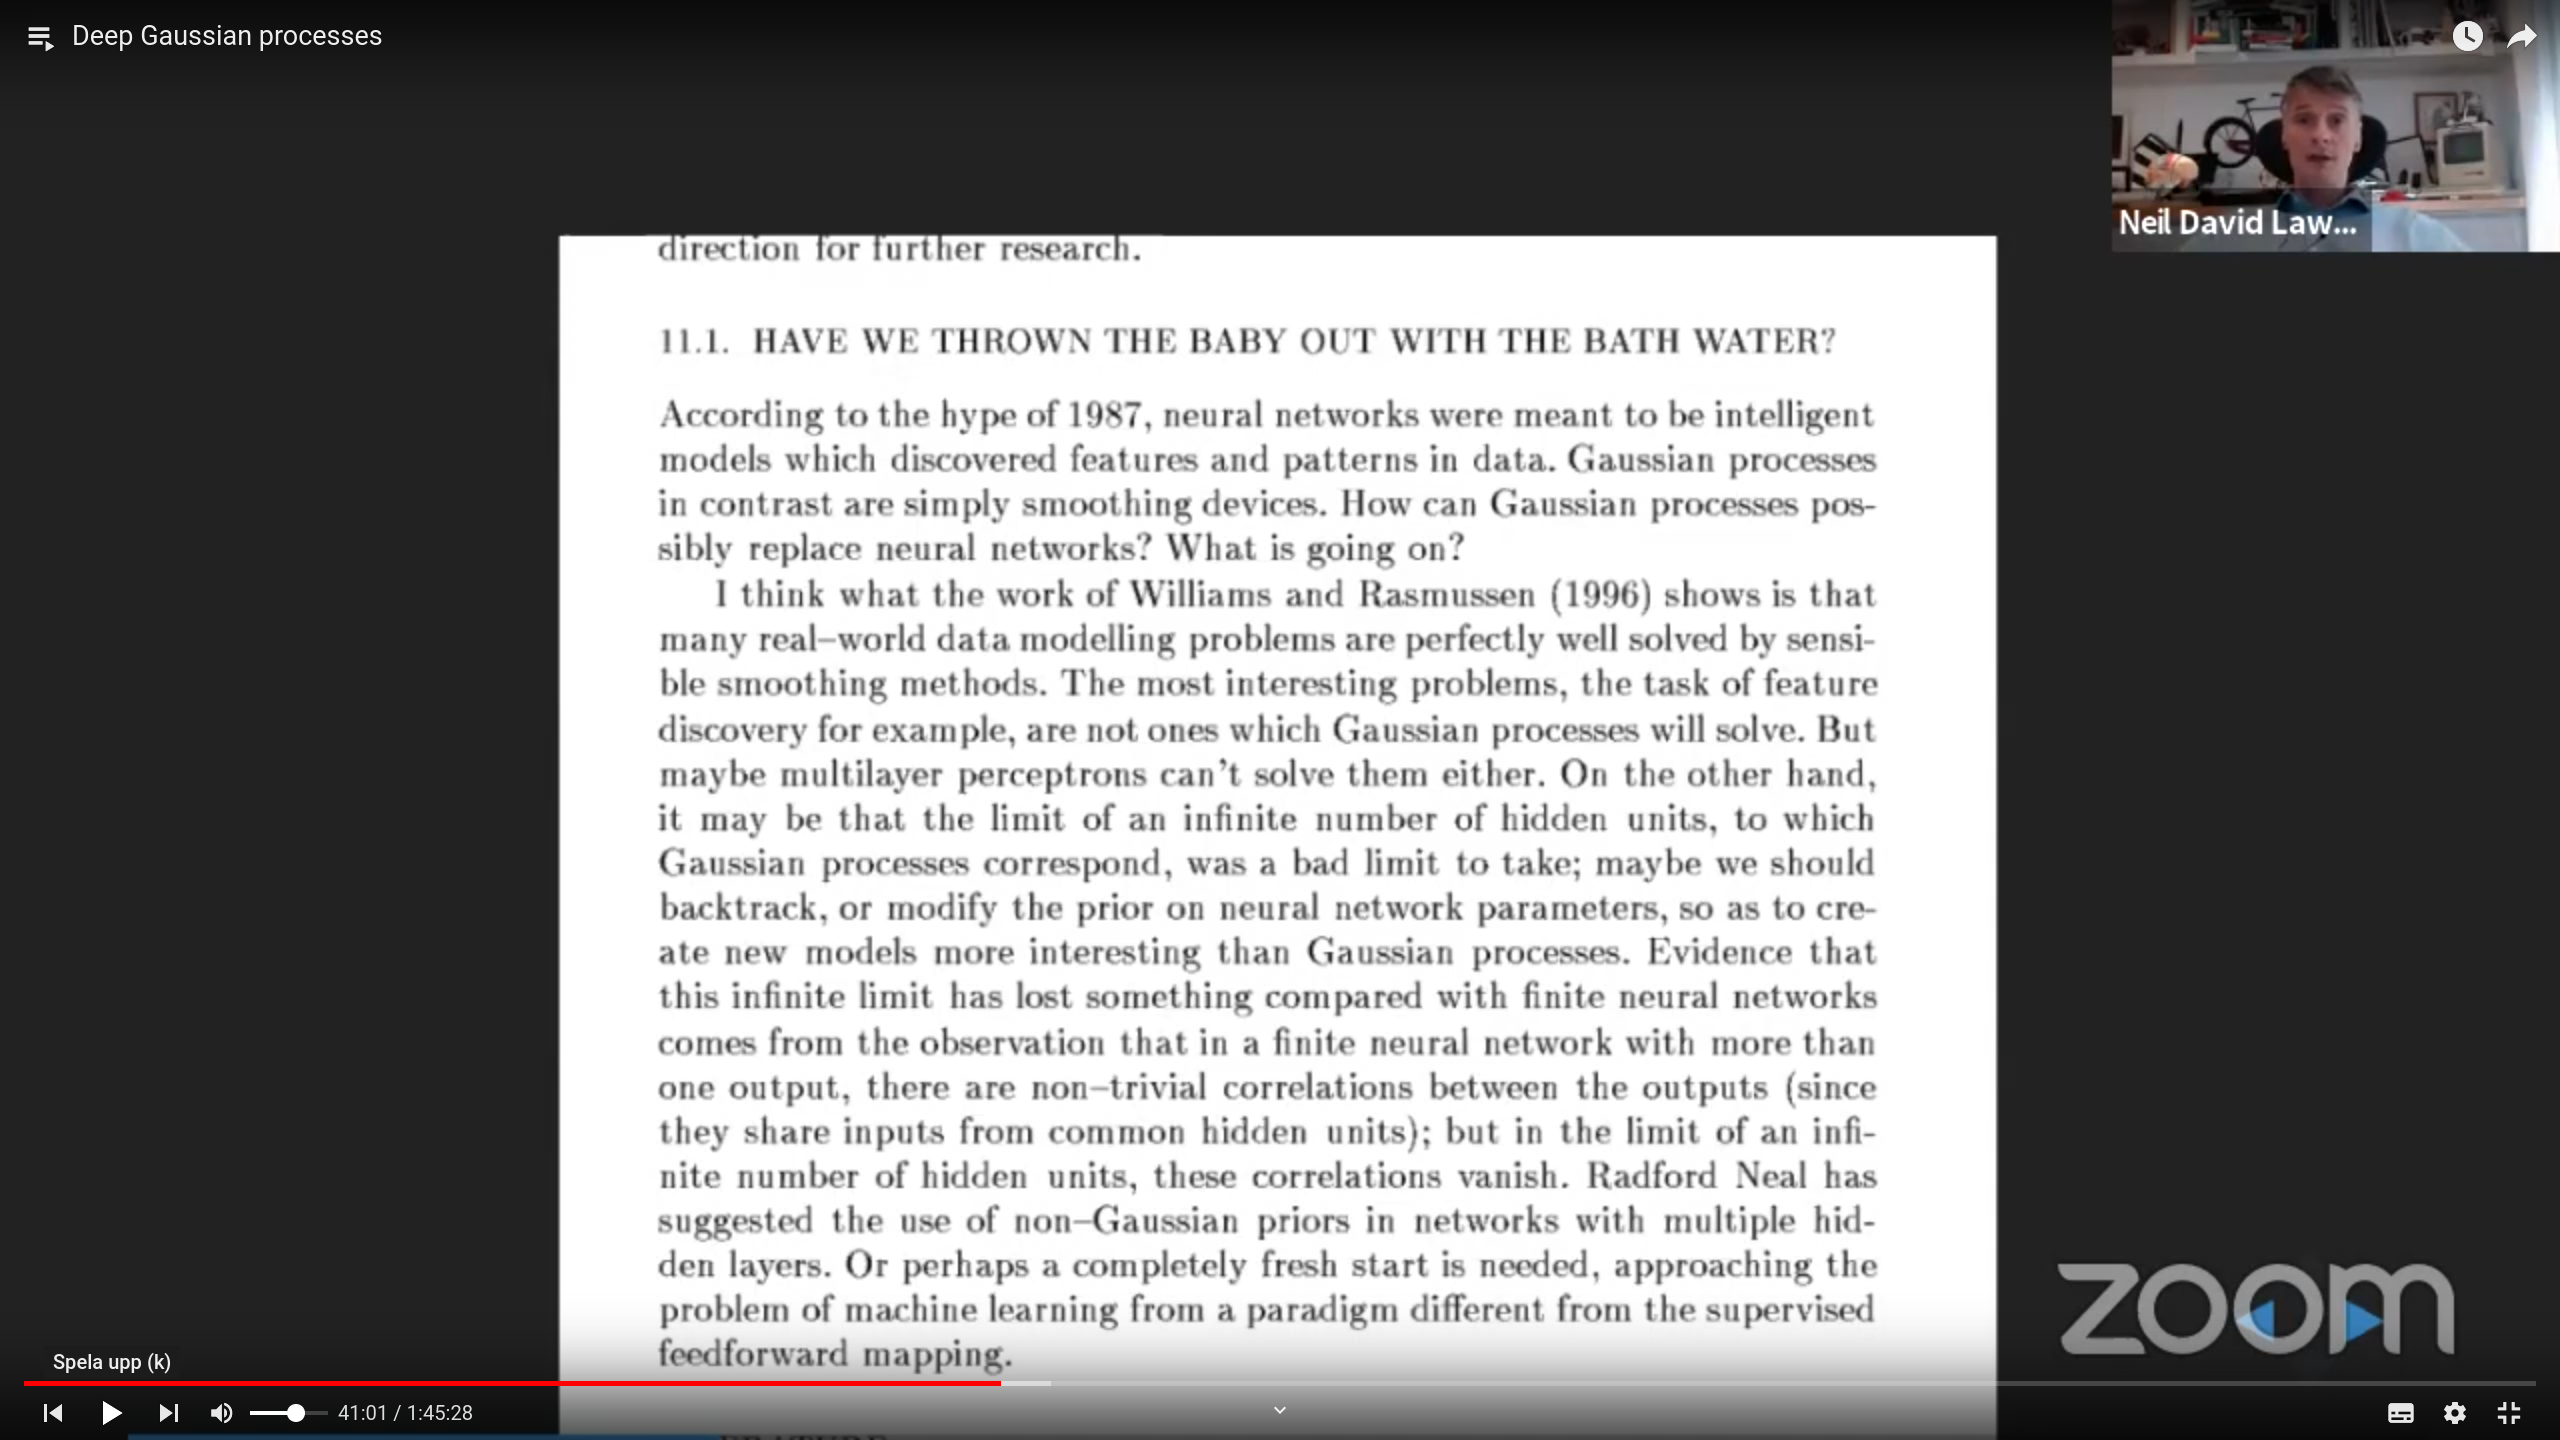 Deep Gaussian processes
Neil David Law...
direction for further research.
11.1. HAVE WE THROWN THE BABY OUT WITH THE BATH WATER?
According to the hype of 1987, neural networks were meant to be intelligent
models which discovered features and patterns in data. Gaussian processes
in contrast are simply smoothing devices. How can Gaussian processes pos-
sibly replace neural networks? What is going on?
I think what the work of Williams and Rasmussen (1996) shows is that
many real–world data modelling problems are perfectly well solved by sensi-
ble smoothing methods. The most interesting problems, the task of feature
discovery for example, are not ones which Gaussian processes will solve. But
maybe multilayer perceptrons can't solve them either. On the other hand,
it may be that the limit of an infinite number of hidden units, to which
Gaussian processes correspond, was a bad limit to take; maybe we should
backtrack, or modify the prior on neural network parameters, so as to cre-
ate new models more interesting than Gaussian processes. Evidence that
this infinite limit has lost something compared with finite neural networks
comes from the observation that in a finite neural network with more than
one output, there are non–trivial correlations between the outputs (since
they share inputs from common hidden units); but in the limit of an infi-
nite number of hidden units, these correlations vanish. Radford Neal has
suggested the use of non–Gaussian priors in networks with multiple hid-
den layers. Or perhaps a completely fresh start is needed, approaching the
problem of machine learning from a paradigm different from the supervised
feedforward mapping.
zoom
Spela upp (k)
41:01 / 1:45:28